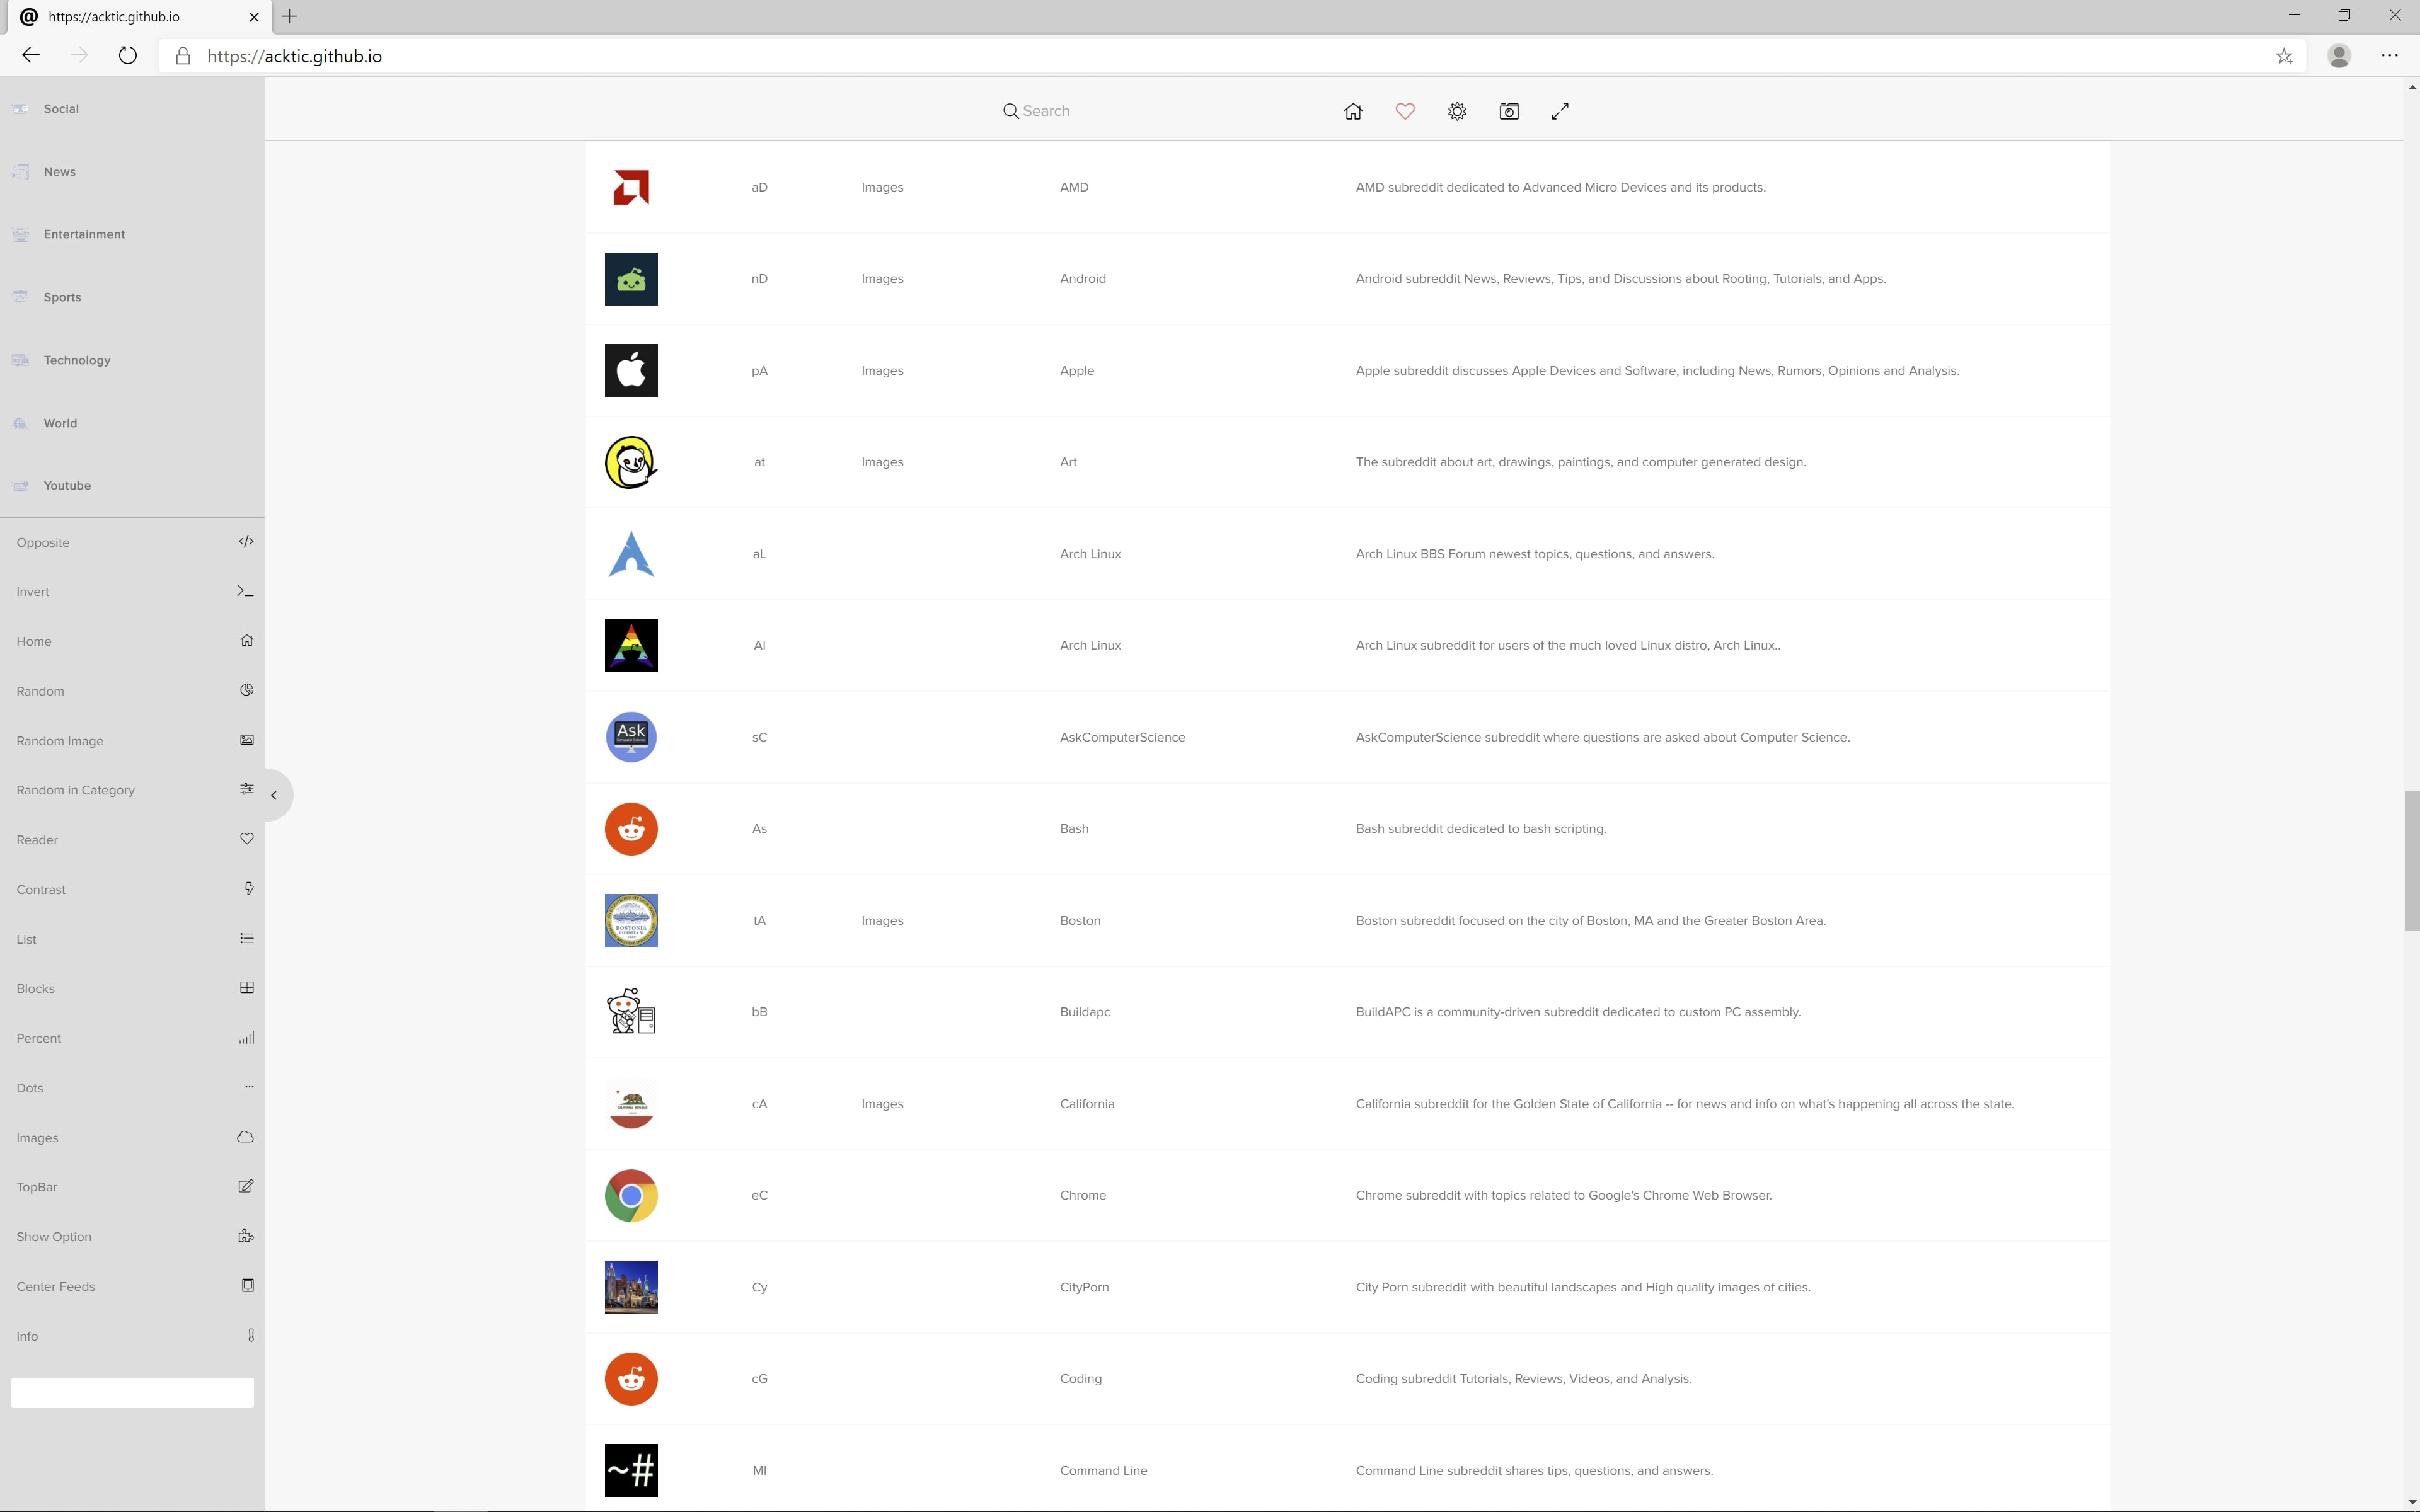 https://acktic.github.io
https://acktic.github.io
Search
Social
News
Entertainment
Sports
Technology
World
Youtube
Opposite
Invert
Home
Random
Random Image
Random in Category
Reader
Contrast
List
Blocks
Percent
Dots
Images
TopBar
Show Option
Center Feeds
Info
aD Images AMD AMD subreddit dedicated to Advanced Micro Devices and its products.
nD Images Android Android subreddit News, Reviews, Tips, and Discussions about Rooting, Tutorials, and Apps.
pA Images Apple Apple subreddit discusses Apple Devices and Software, including News, Rumors, Opinions and Analysis.
at Images Art The subreddit about art, drawings, paintings, and computer generated design.
aL Arch Linux Arch Linux BBS Forum newest topics, questions, and answers.
Al Arch Linux Arch Linux subreddit for users of the much loved Linux distro, Arch Linux..
Ask
sC AskComputerScience AskComputerScience subreddit where questions are asked about Computer Science.
As Bash Bash subreddit dedicated to bash scripting.
BOSTONIA
tA Images Boston Boston subreddit focused on the city of Boston, MA and the Greater Boston Area.
bB Buildapc BuildAPC is a community-driven subreddit dedicated to custom PC assembly.
CALIFORNIA REPUBLIC
cA Images California California subreddit for the Golden State of California -- for news and info on what's happening all across the state.
eC Chrome Chrome subreddit with topics related to Google's Chrome Web Browser.
Cy CityPorn City Porn subreddit with beautiful landscapes and High quality images of cities.
cG Coding Coding subreddit Tutorials, Reviews, Videos, and Analysis.
~# Ml Command Line Command Line subreddit shares tips, questions, and answers.